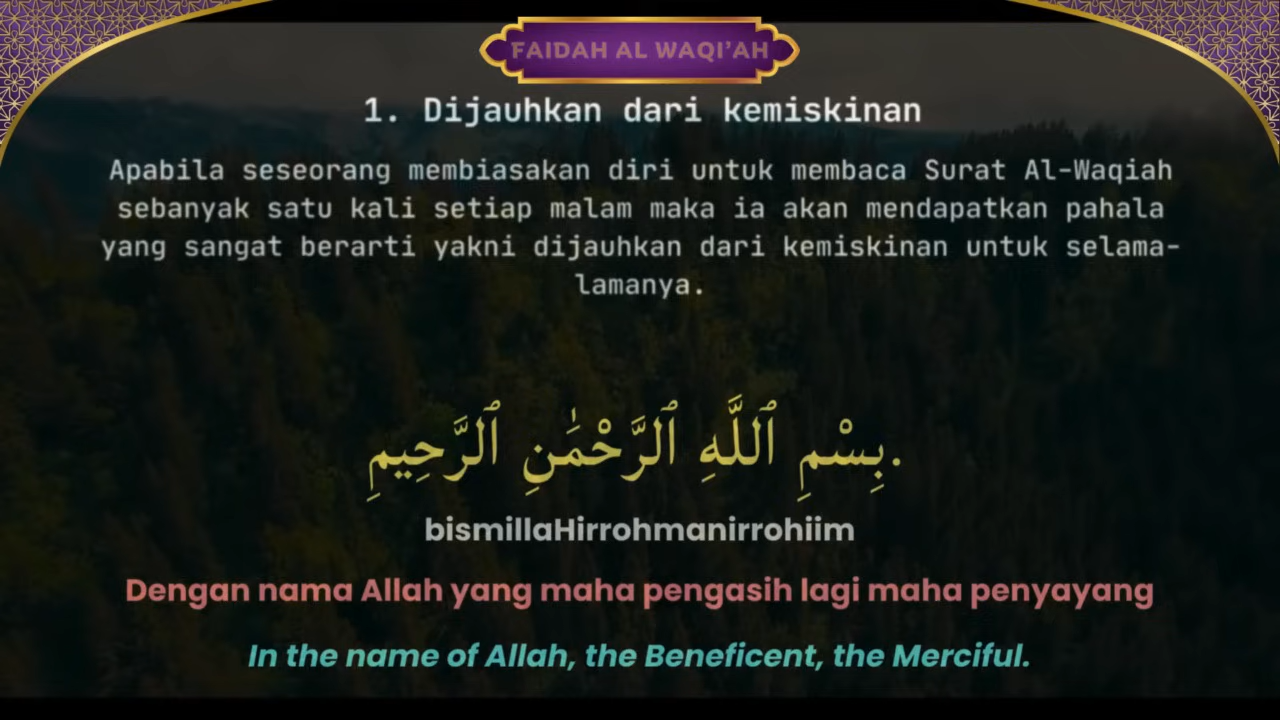 FAIDAH AL WAQI'AH
1. Dijauhkan dari kemiskinan
Apabila seseorang membiasakan diri untuk membaca Surat Al-Waqiah
sebanyak satu kali setiap malam maka ia akan mendapatkan pahala
yang sangat berarti yakni dijauhkan dari kemiskinan untuk selama-
lamanya.
بِسْمِ ٱللَّهِ ٱلرَّحْمَٰنِ ٱلرَّحِيمِ.
bismillaHirrohmanirrohiim
Dengan nama Allah yang maha pengasih lagi maha penyayang
In the name of Allah, the Beneficent, the Merciful.